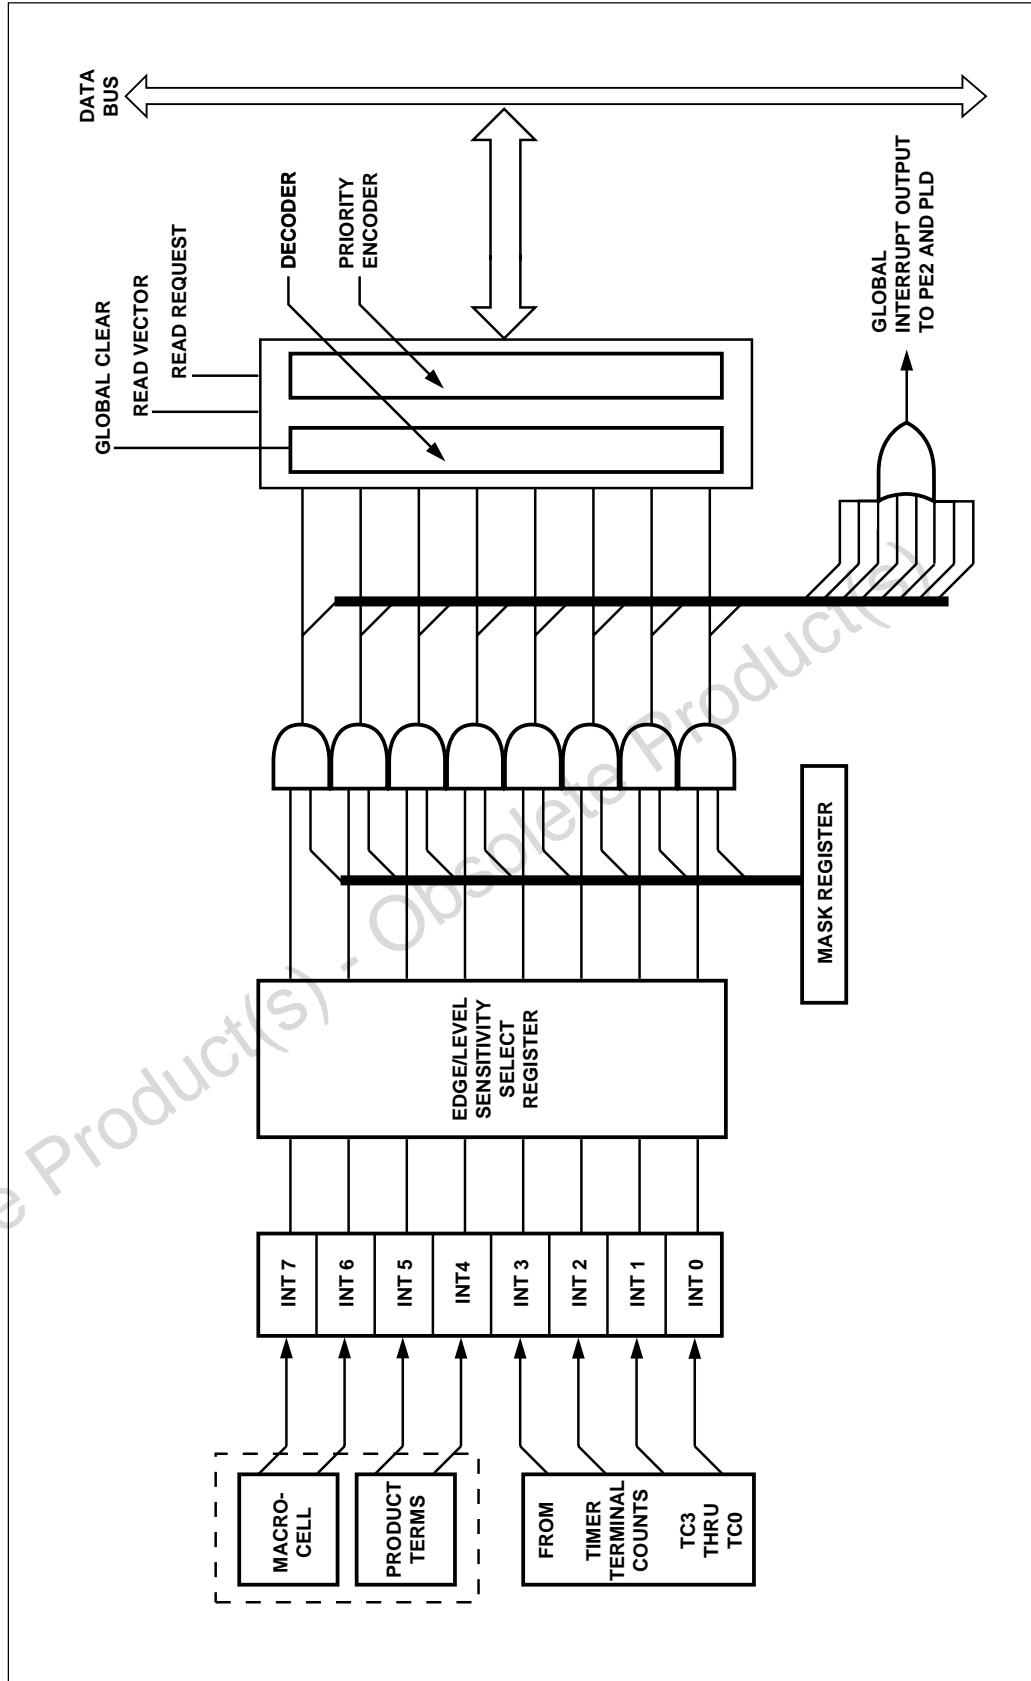 DATA
BUS
GLOBAL CLEAR
READ VECTOR
READ REQUEST
DECODER
PRIORITY
ENCODER
GLOBAL
INTERRUPT OUTPUT
TO PE2 AND PLD
MASK REGISTER
EDGE/LEVEL
SENSITIVITY
SELECT
REGISTER
INT 7
INT 6
INT 5
INT4
INT 3
INT 2
INT 1
INT 0
MACRO-
CELL
PRODUCT
TERMS
FROM
TIMER
TERMINAL
COUNTS
TC3
THRU
TC0
e Product(s) - Obsolete Product(s)